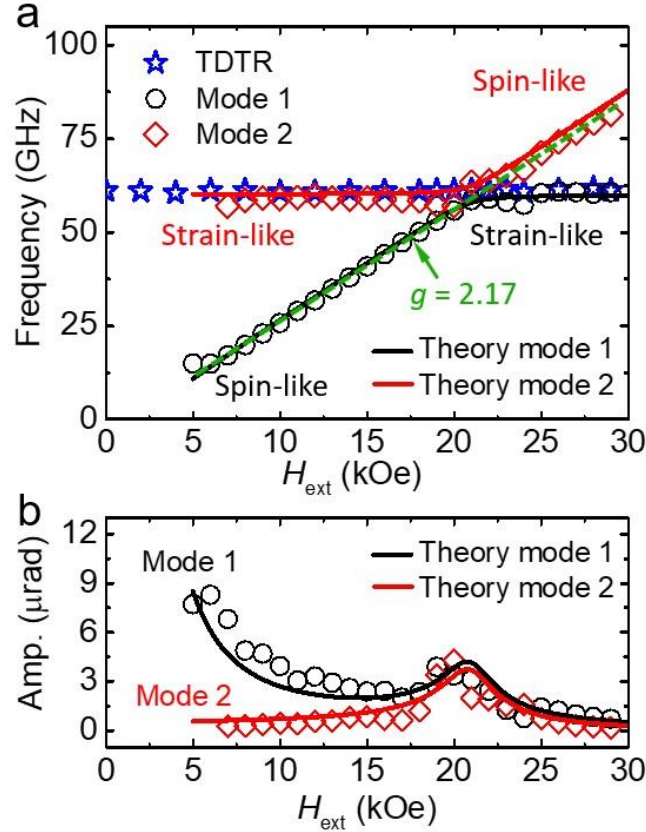 a
100
75
50
25
0
Frequency (GHz)
TDTR
Mode 1
Mode 2
Spin-like
Strain-like
Strain-like
g = 2.17
Spin-like
Theory mode 1
Theory mode 2
0 5 10 15 20 25 30
Hext (kOe)
b
12
9
6
3
0
Amp. (μrad)
Mode 1
Mode 2
Theory mode 1
Theory mode 2
0 5 10 15 20 25 30
Hext (kOe)